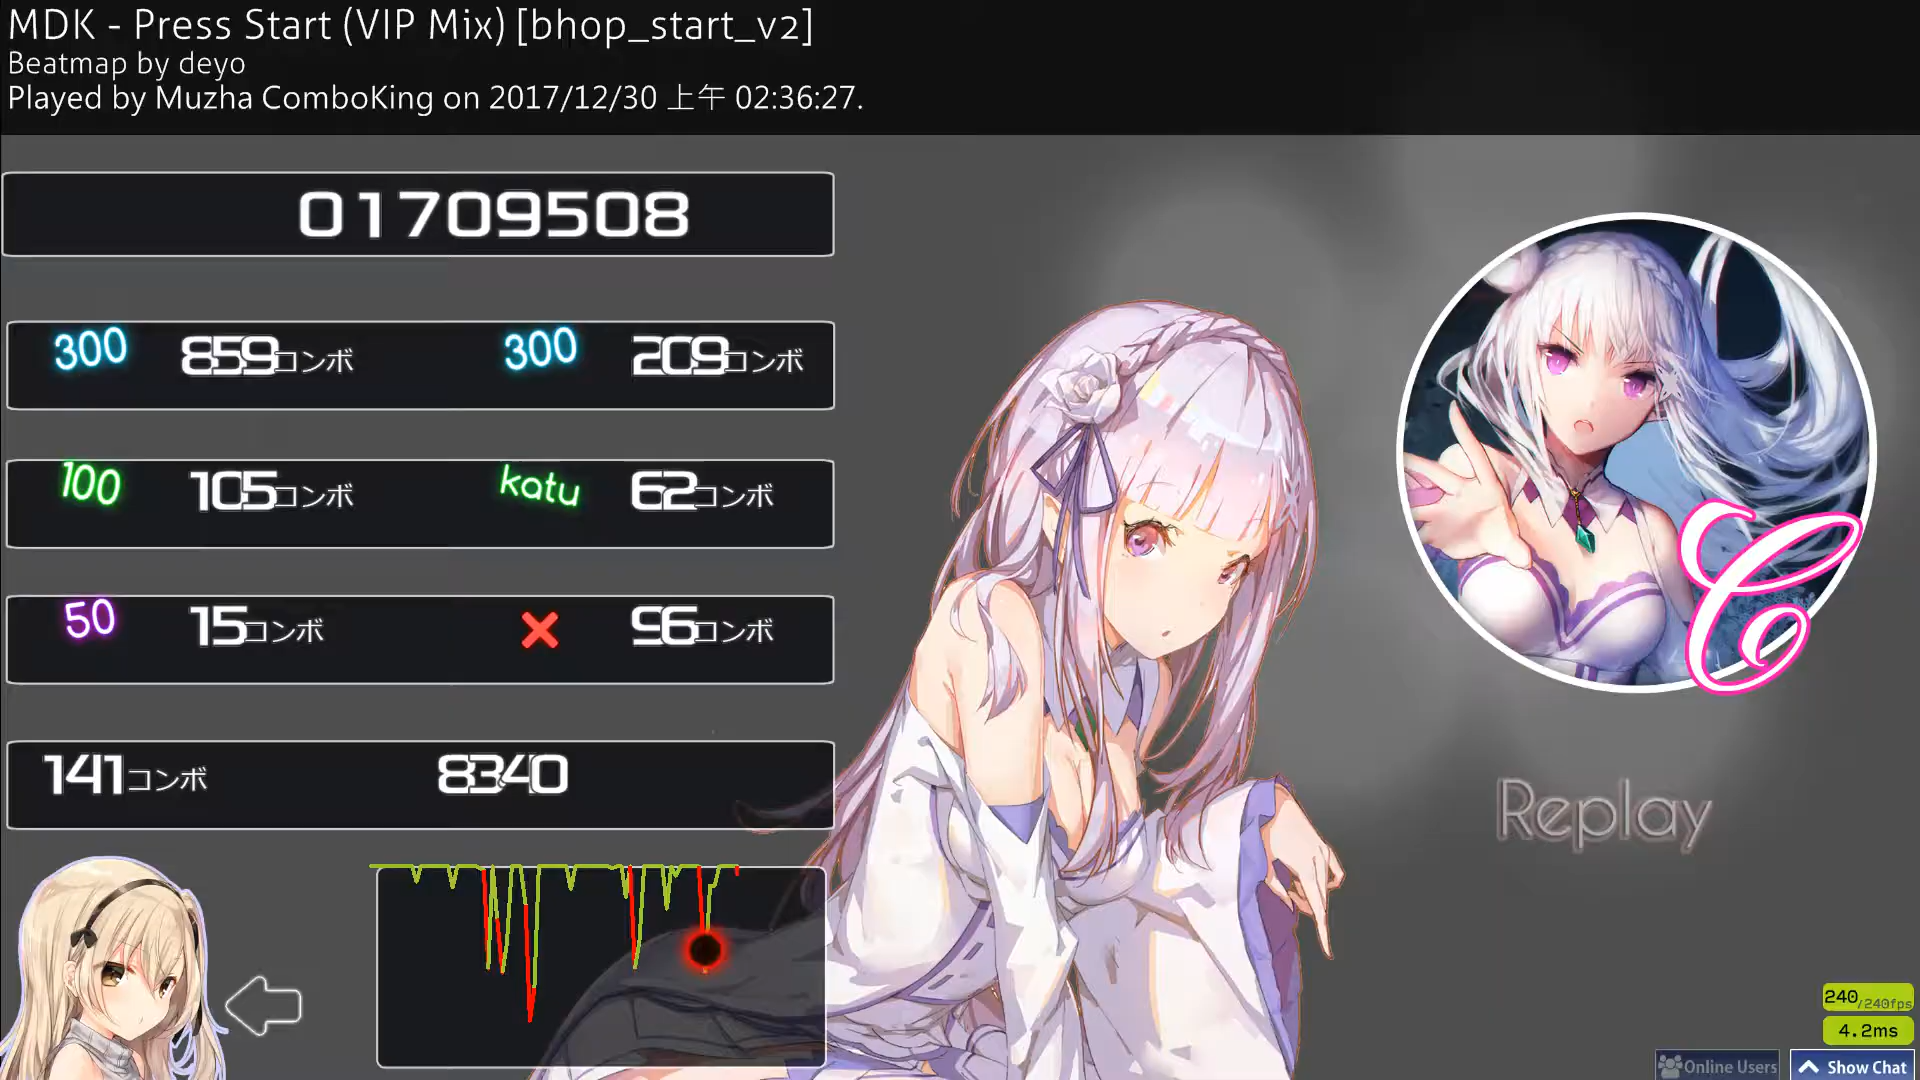 MDK - Press Start (VIP Mix) [bhop_start_v2]
Beatmap by deyo
Played by Muzha ComboKing on 2017/12/30 上午 02:36:27.
01709508
300 859コンボ 300 209コンボ
100 105コンボ katu 62コンボ
50 15コンボ 96コンボ
141コンボ 8340
C
Replay
240/240fps
4.2ms
Online Users Show Chat